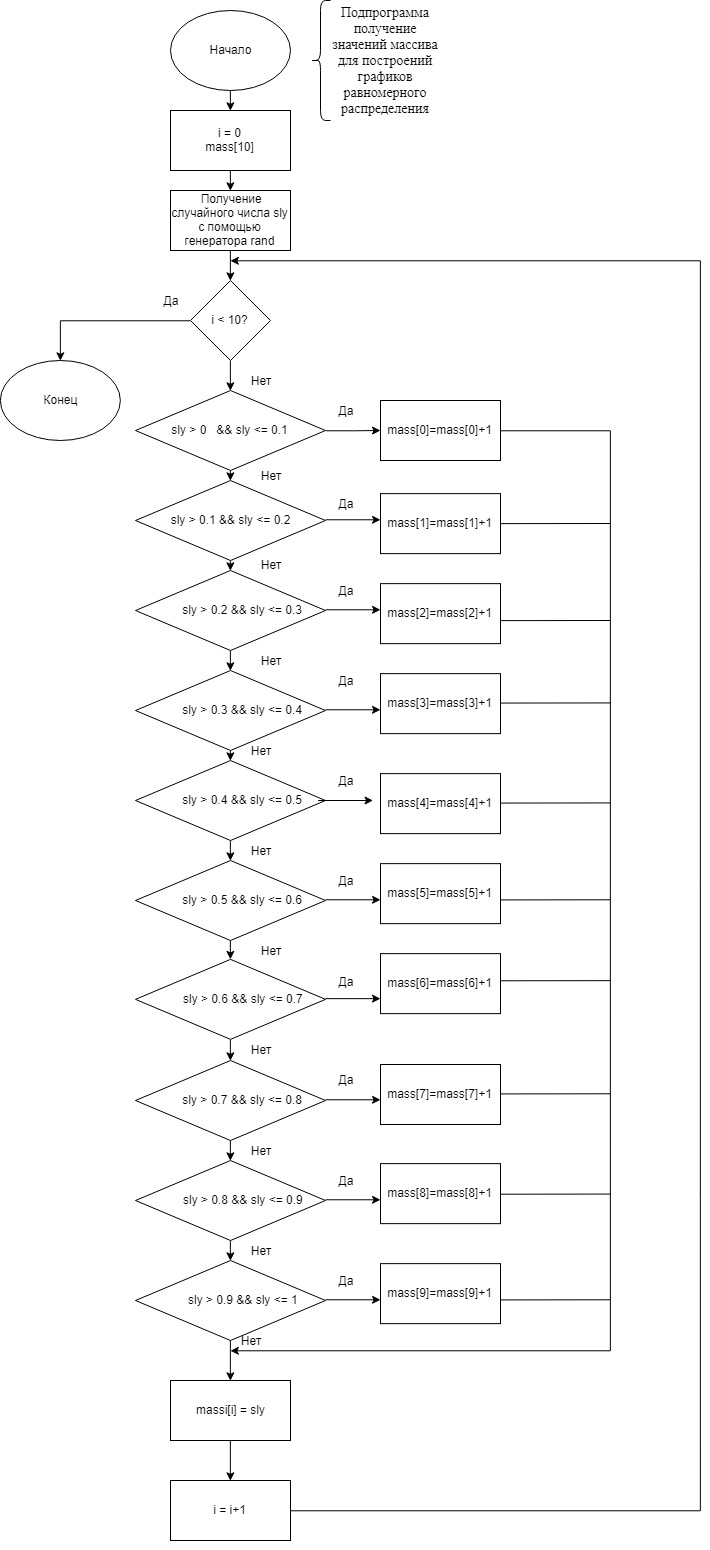 Начало
Подпрограмма
получение
значений массива
для построений
графиков
равномерного
распределения
i = 0
mass[10]
Получение
случайного числа sly
с помощью
генератора rand
Да
i < 10?
Нет
Конец
sly > 0 && sly <= 0.1
Да
mass[0]=mass[0]+1
Нет
sly > 0.1 && sly <= 0.2
Да
mass[1]=mass[1]+1
Нет
sly > 0.2 && sly <= 0.3
Да
mass[2]=mass[2]+1
Нет
sly > 0.3 && sly <= 0.4
Да
mass[3]=mass[3]+1
Нет
sly > 0.4 && sly <= 0.5
Да
mass[4]=mass[4]+1
Нет
sly > 0.5 && sly <= 0.6
Да
mass[5]=mass[5]+1
Нет
sly > 0.6 && sly <= 0.7
Да
mass[6]=mass[6]+1
Нет
sly > 0.7 && sly <= 0.8
Да
mass[7]=mass[7]+1
Нет
sly > 0.8 && sly <= 0.9
Да
mass[8]=mass[8]+1
Нет
sly > 0.9 && sly <= 1
Да
mass[9]=mass[9]+1
Нет
massi[i] = sly
i = i+1